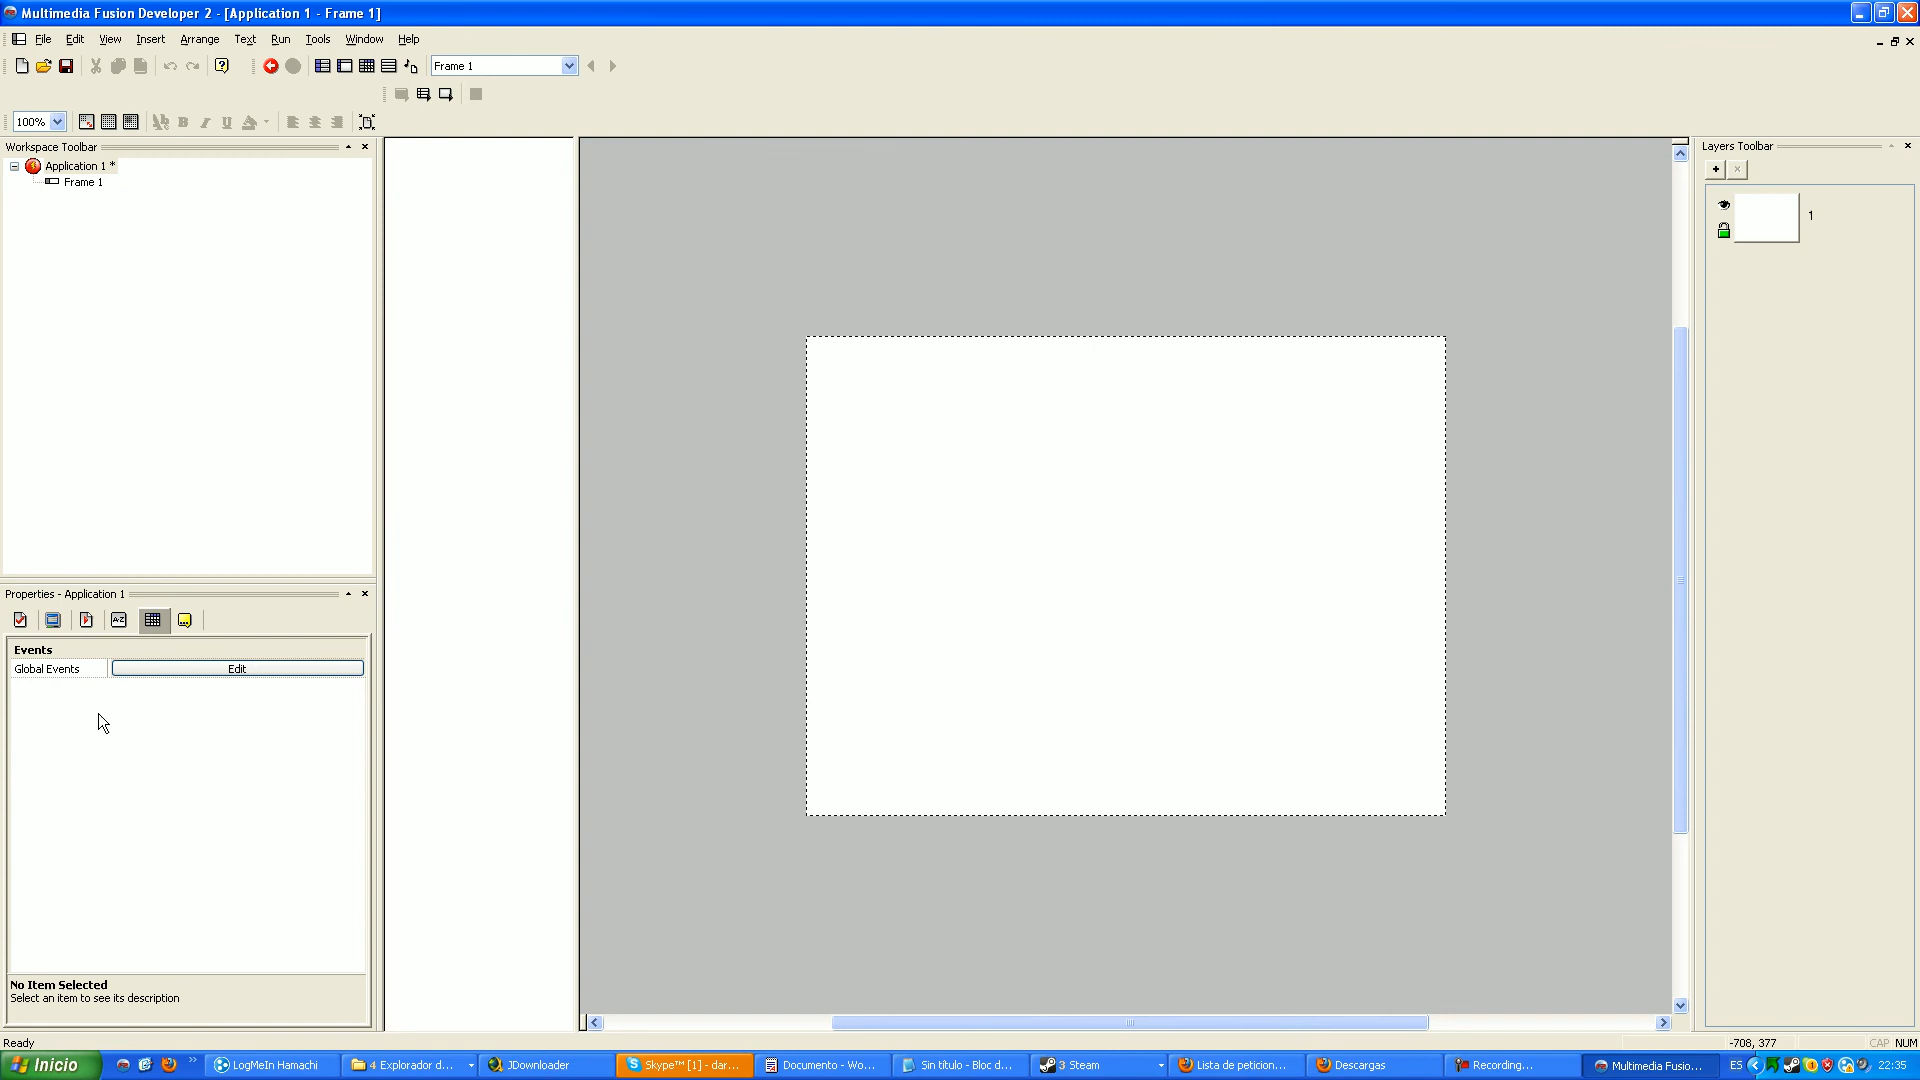 Multimedia Fusion Developer 2 - [Application 1 - Frame 1]
File Edit View Insert Arrange Text Run Tools Window Help
Frame 1
100%
Workspace Toolbar
Application 1 *
Frame 1
Layers Toolbar
1
Properties - Application 1
Events
Global Events Edit
No Item Selected
Select an item to see its description
Ready
-708, 377 CAP NUM
Inicio LogMeIn Hamachi 4 Explorador d... JDownloader Skype™ [1] - dar... Documento - Wo... Sin título - Bloc d... 3 Steam Lista de peticion... Descargas Recording... Multimedia Fusio... ES 22:35